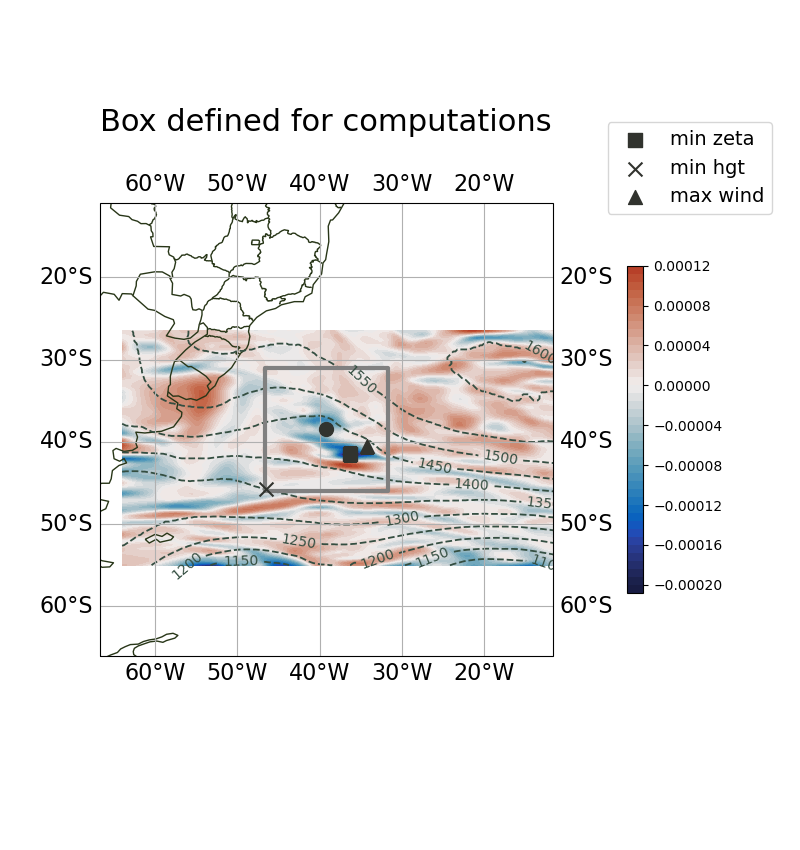 Box defined for computations
min zeta
min hgt
max wind
60°W 50°W 40°W 30°W 20°W
20°S 20°S
30°S 30°S
40°S 40°S
50°S 50°S
60°S 60°S
60°W 50°W 40°W 30°W 20°W
1600
1550
1500
1450
1400
135
1300
1250
1200
1150
1200
1150
110
0.00012
0.00008
0.00004
0.00000
−0.00004
−0.00008
−0.00012
−0.00016
−0.00020